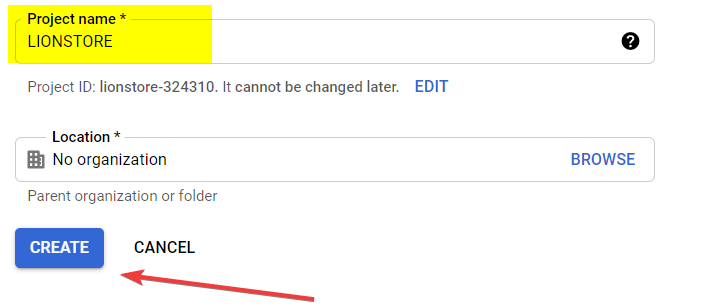 Project name *
LIONSTORE
Project ID: lionstore-324310. It cannot be changed later. EDIT
Location *
No organization BROWSE
Parent organization or folder
CREATE CANCEL